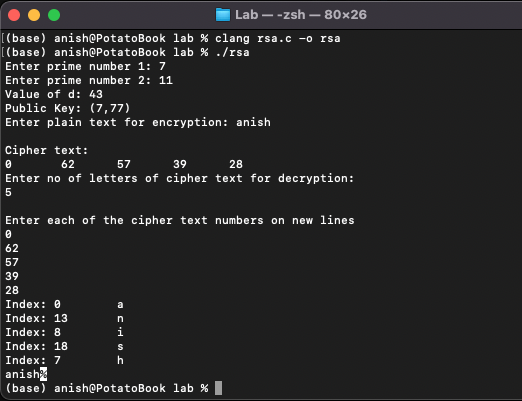 Lab — -zsh — 80×26
[(base) anish@PotatoBook lab % clang rsa.c -o rsa
[(base) anish@PotatoBook lab % ./rsa
Enter prime number 1: 7
Enter prime number 2: 11
Value of d: 43
Public Key: (7,77)
Enter plain text for encryption: anish
Cipher text:
0 62 57 39 28
Enter no of letters of cipher text for decryption:
5
Enter each of the cipher text numbers on new lines
0
62
57
39
28
Index: 0 a
Index: 13 n
Index: 8 i
Index: 18 s
Index: 7 h
anish%
(base) anish@PotatoBook lab %